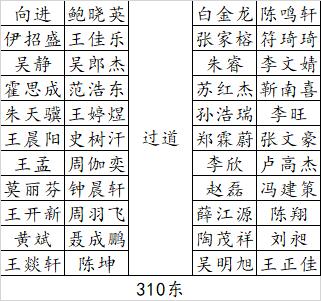 向进 鲍晓英 白金龙 陈鸣轩
伊招盛 王佳乐 张家榕 符琦琦
吴静 吴郎杰 朱睿 李文婧
霍思成 范浩东 苏红杰 靳南喜
朱天骥 王婷煜 过道 孙浩瑞 李旺
王晨阳 史树汗 郑霖蔚 张文豪
王孟 周伽奕 李欣 卢高杰
莫丽芬 钟晨轩 赵磊 冯建策
王开新 周羽飞 薛江源 陈翔
黄斌 聂成鹏 陶茂祥 刘昶
王燚轩 陈坤 吴明旭 王正佳
310东